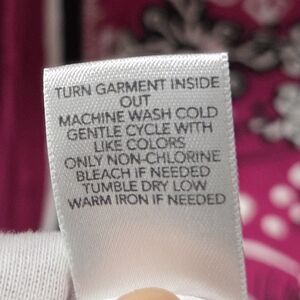 TURN GARMENT INSIDE
OUT
MACHINE WASH COLD
GENTLE CYCLE WITH
LIKE COLORS
ONLY NON-CHLORINE
BLEACH IF NEEDED
TUMBLE DRY LOW
WARM IRON IF NEEDED